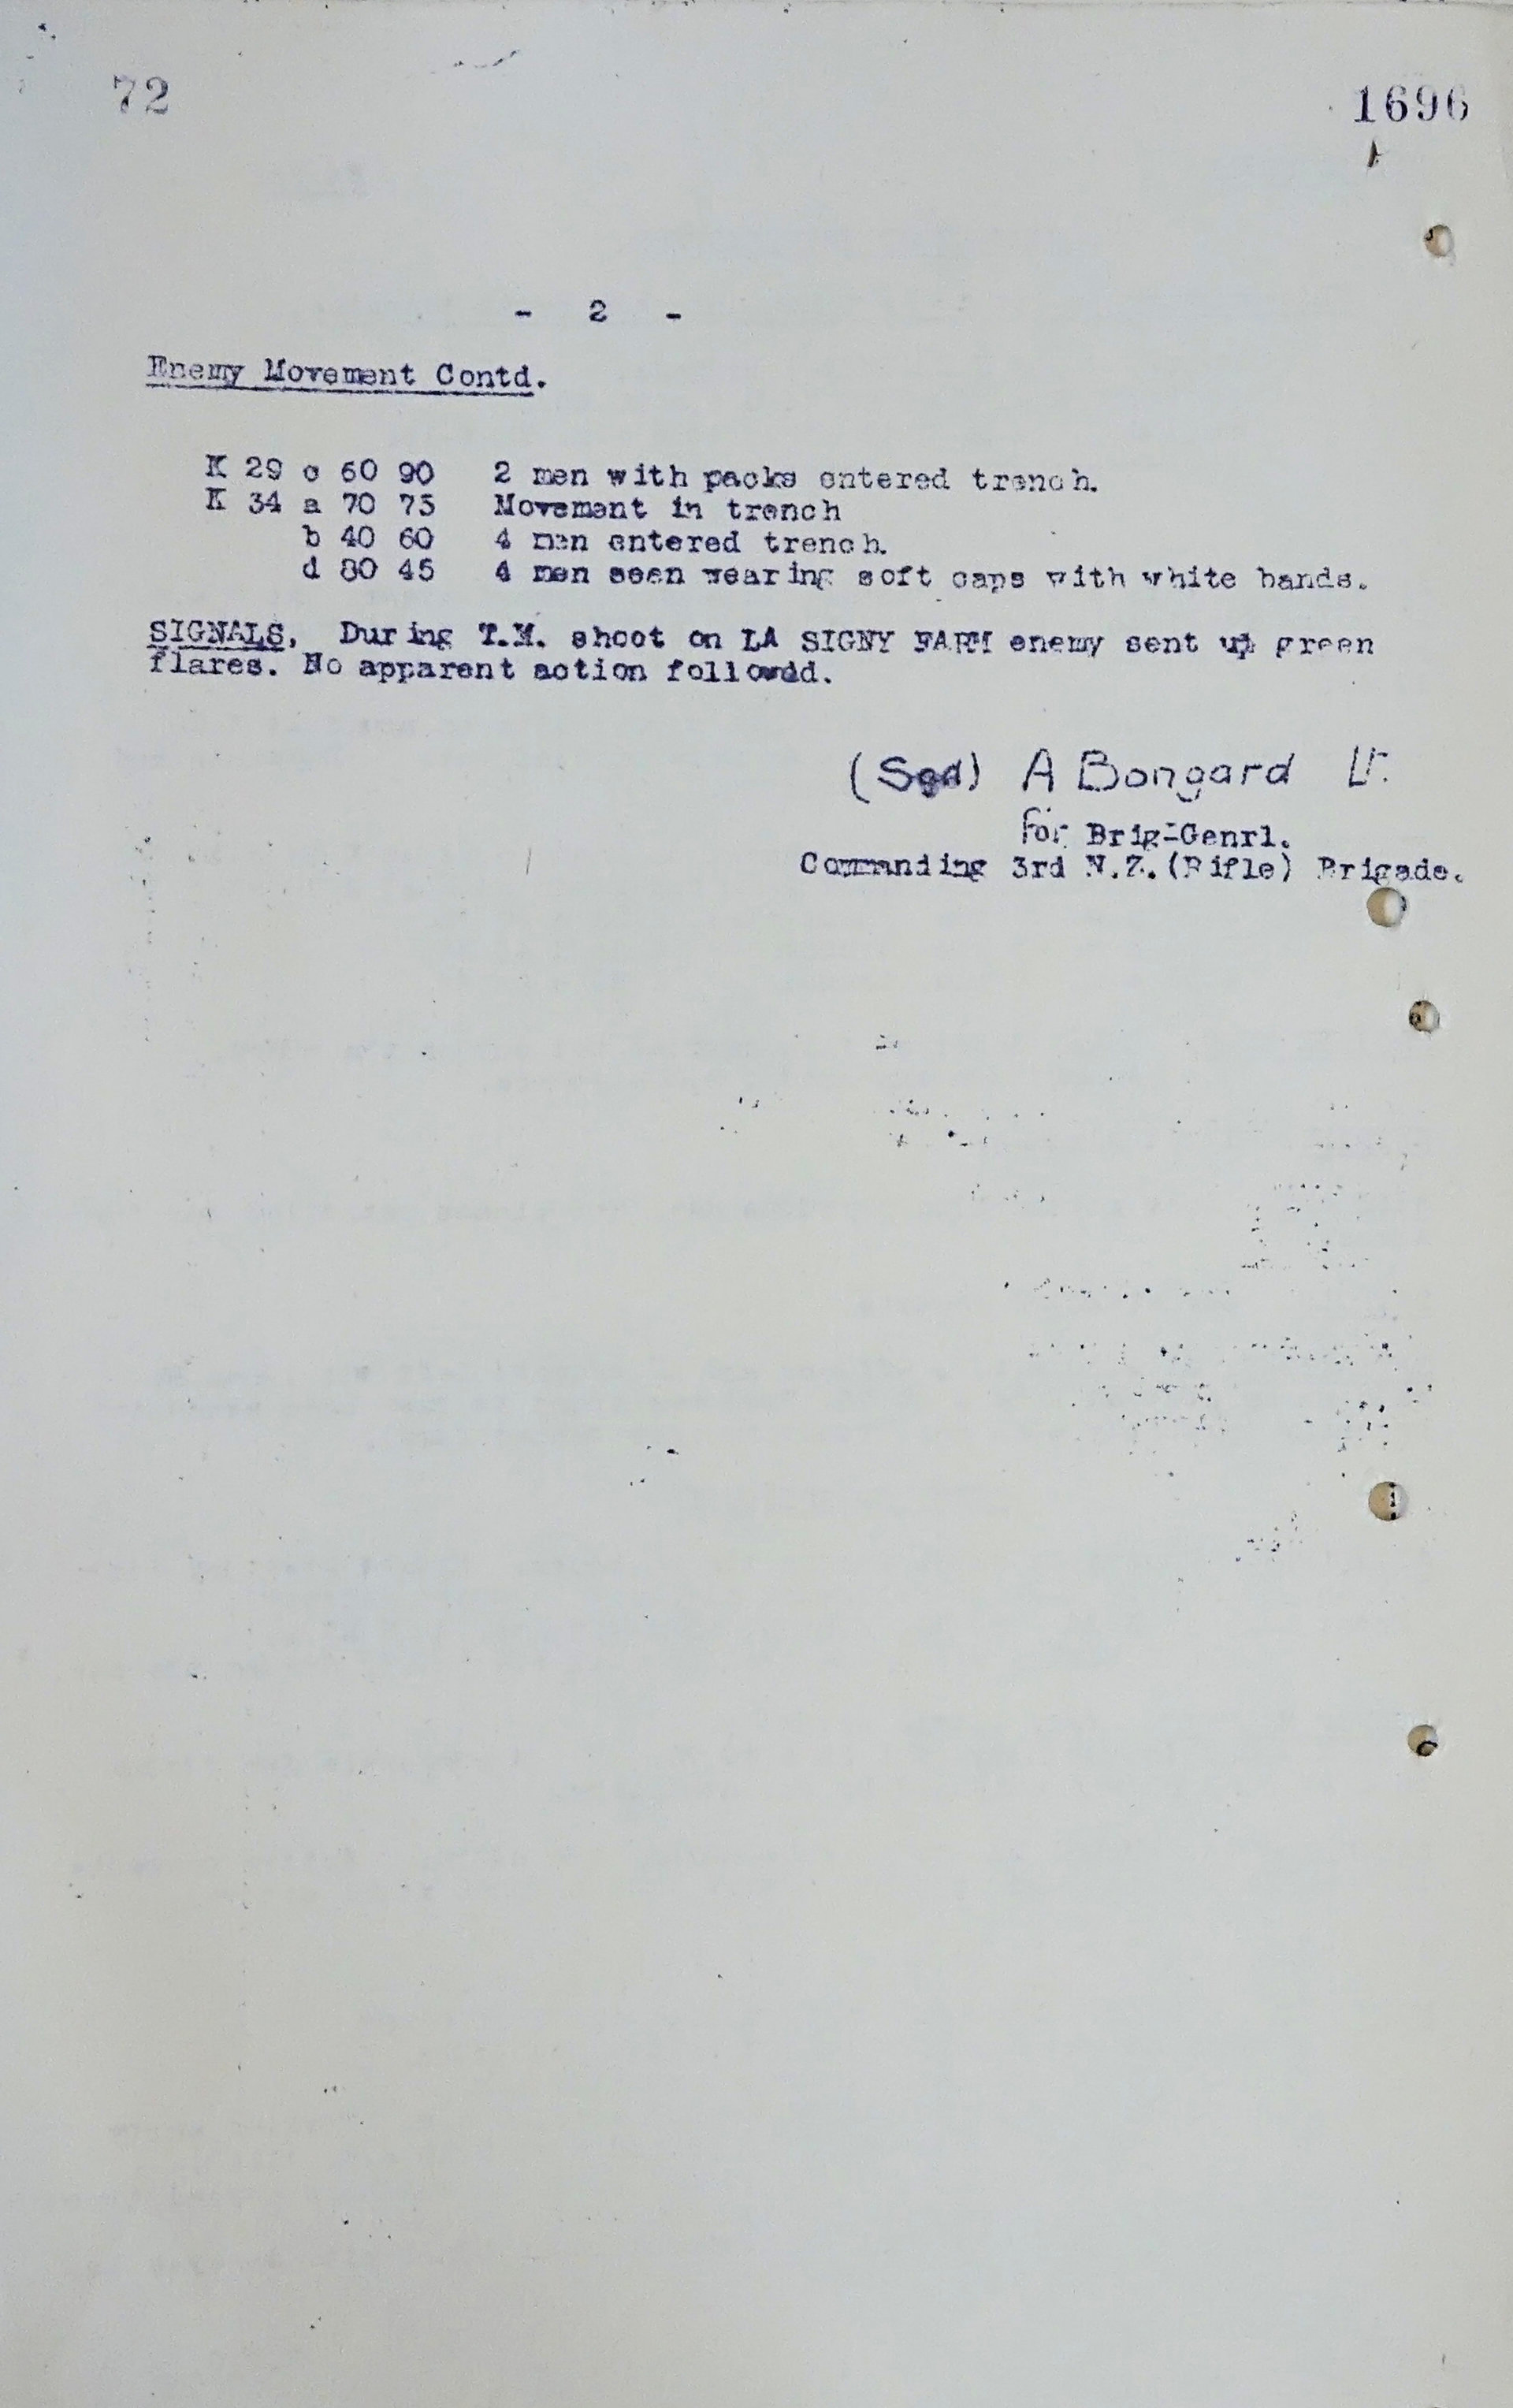 72
1696
- 2 -
Enemy Movement Contd.
K 29 c 60 90 2 men with packs entered trench.
K 34 a 70 75 Movement in trench
b 40 60 4 men entered trench.
d 80 45 4 men seen wearing soft caps with white bands.
SIGNALS, During T.M. shoot on LA SIGNY FARM enemy sent up green
flares. No apparent action followdd.
(Sgd) A Bongard Lt.
for Brig-Genrl.
Commanding 3rd N.Z.(Rifle) Brigade.